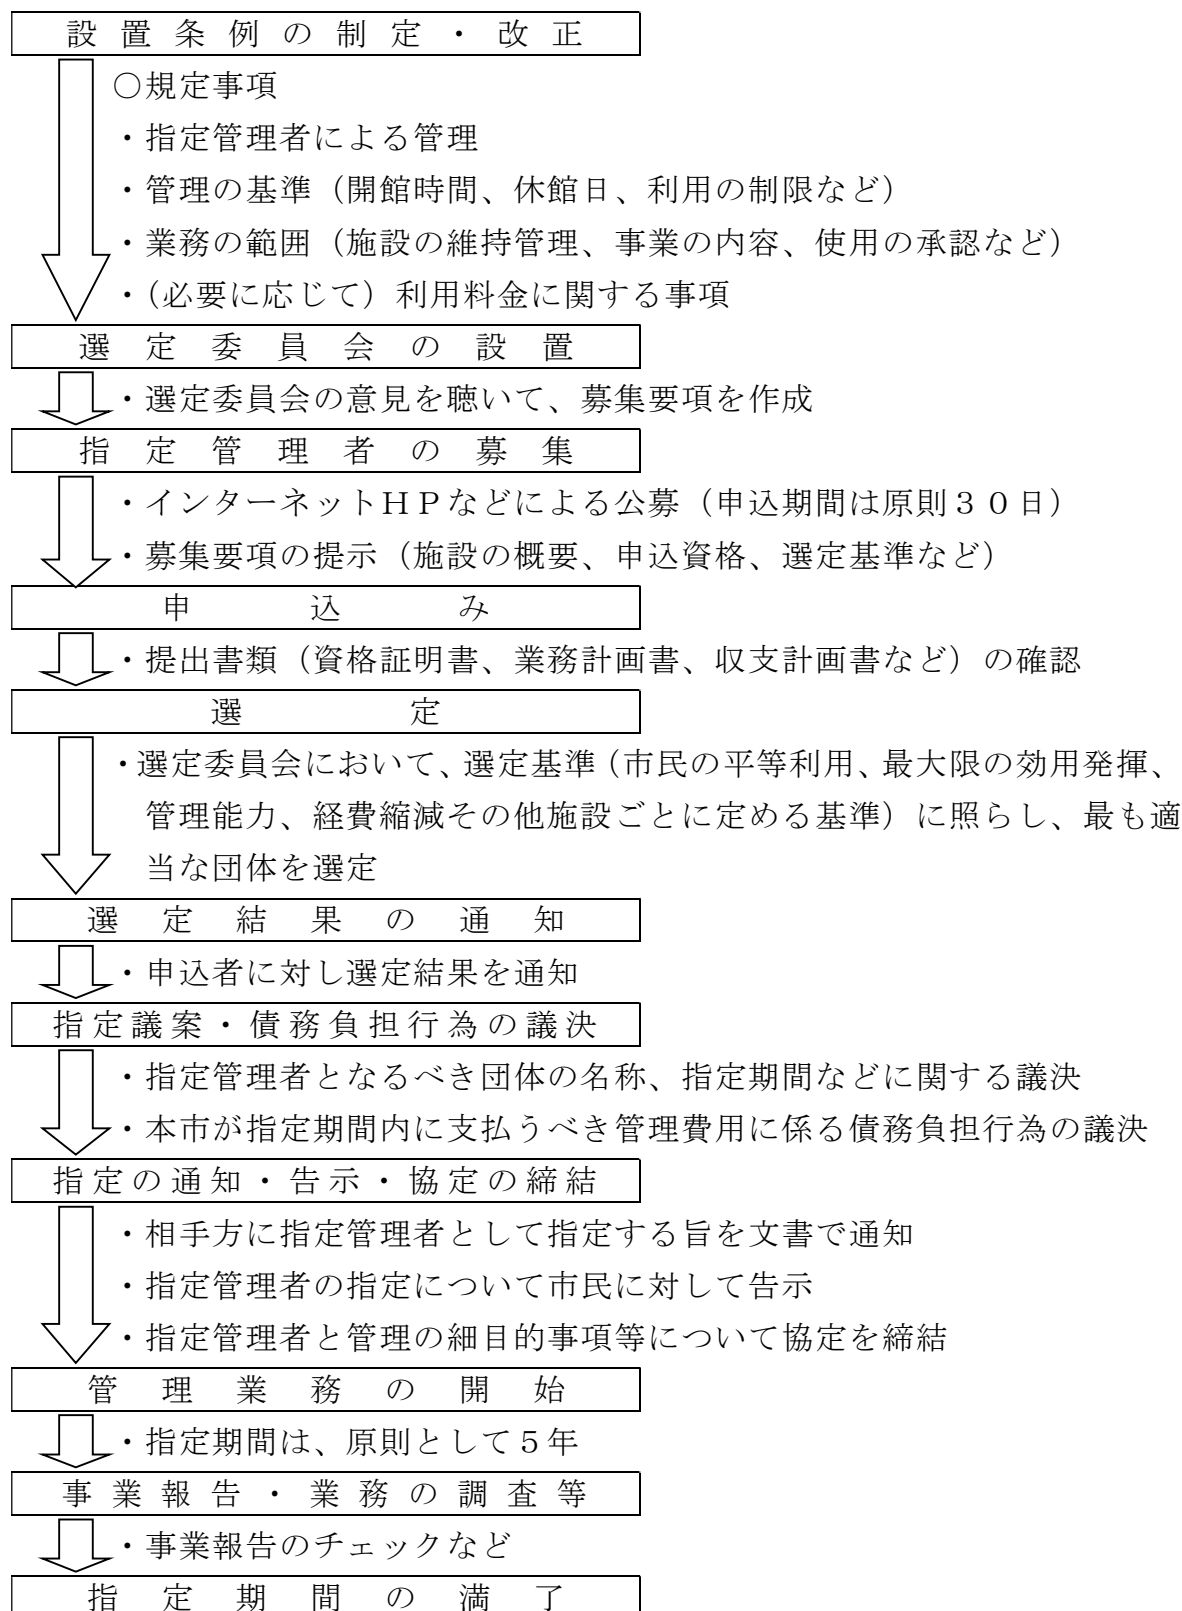 設置条例の制定・改正
○規定事項
・指定管理者による管理
・管理の基準（開館時間、休館日、利用の制限など）
・業務の範囲（施設の維持管理、事業の内容、使用の承認など）
・（必要に応じて）利用料金に関する事項
選定委員会の設置
・選定委員会の意見を聴いて、募集要項を作成
指定管理者の募集
・インターネットＨＰなどによる公募（申込期間は原則３０日）
・募集要項の提示（施設の概要、申込資格、選定基準など）
申込み
・提出書類（資格証明書、業務計画書、収支計画書など）の確認
選定
・選定委員会において、選定基準（市民の平等利用、最大限の効用発揮、
管理能力、経費縮減その他施設ごとに定める基準）に照らし、最も適
当な団体を選定
選定結果の通知
・申込者に対し選定結果を通知
指定議案・債務負担行為の議決
・指定管理者となるべき団体の名称、指定期間などに関する議決
・本市が指定期間内に支払うべき管理費用に係る債務負担行為の議決
指定の通知・告示・協定の締結
・相手方に指定管理者として指定する旨を文書で通知
・指定管理者の指定について市民に対して告示
・指定管理者と管理の細目的事項等について協定を締結
管理業務の開始
・指定期間は、原則として５年
事業報告・業務の調査等
・事業報告のチェックなど
指定期間の満了